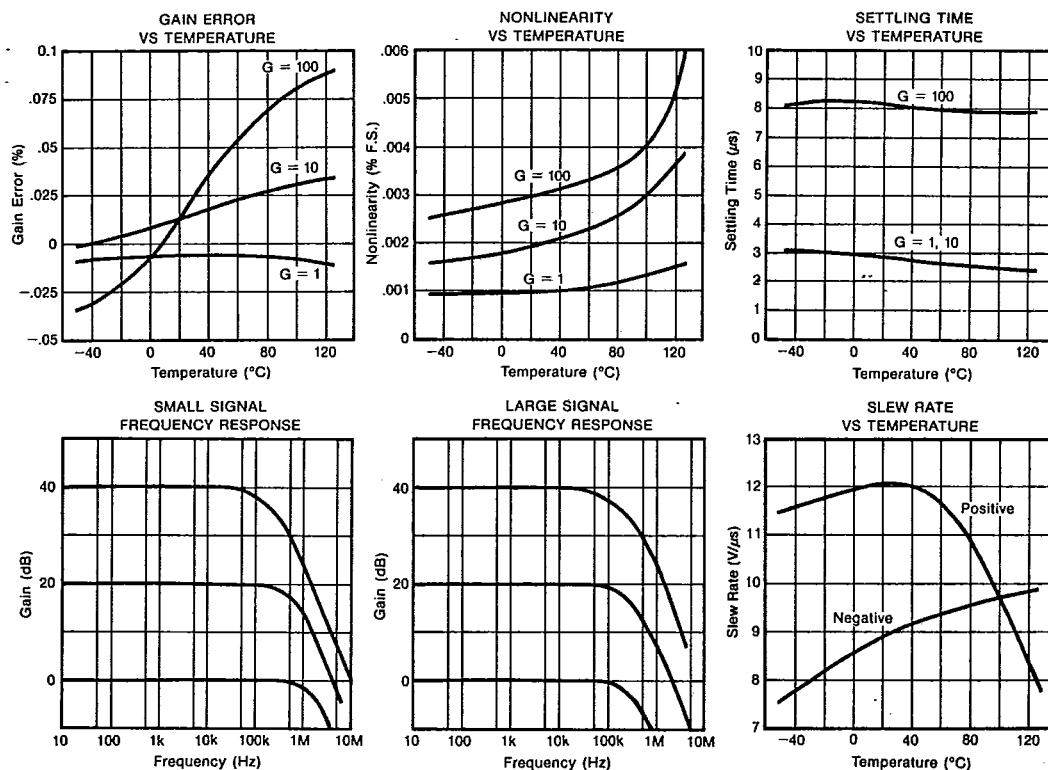 GAIN ERROR
VS TEMPERATURE
0.1
.075
.05
.025
0
−.025
−.05
Gain Error (%)
G = 100
G = 10
G = 1
−40
0
40
80
120
Temperature (°C)
NONLINEARITY
VS TEMPERATURE
.006
.005
.004
.003
.002
.001
0
Nonlinearity (% F.S.)
G = 100
G = 10
G = 1
−40
0
40
80
120
Temperature (°C)
SETTLING TIME
VS TEMPERATURE
10
9
8
7
6
5
4
3
2
1
0
Settling Time (μs)
G = 100
G = 1, 10
−40
0
40
80
120
Temperature (°C)
SMALL SIGNAL
FREQUENCY RESPONSE
40
20
0
Gain (dB)
10
100
1k
10k
100k
1M
10M
Frequency (Hz)
LARGE SIGNAL
FREQUENCY RESPONSE
40
20
0
Gain (dB)
10
100
1k
10k
100k
1M
10M
Frequency (Hz)
SLEW RATE
VS TEMPERATURE
13
12
11
10
9
8
7
Slew Rate (V/μs)
Positive
Negative
−40
0
40
80
120
Temperature (°C)